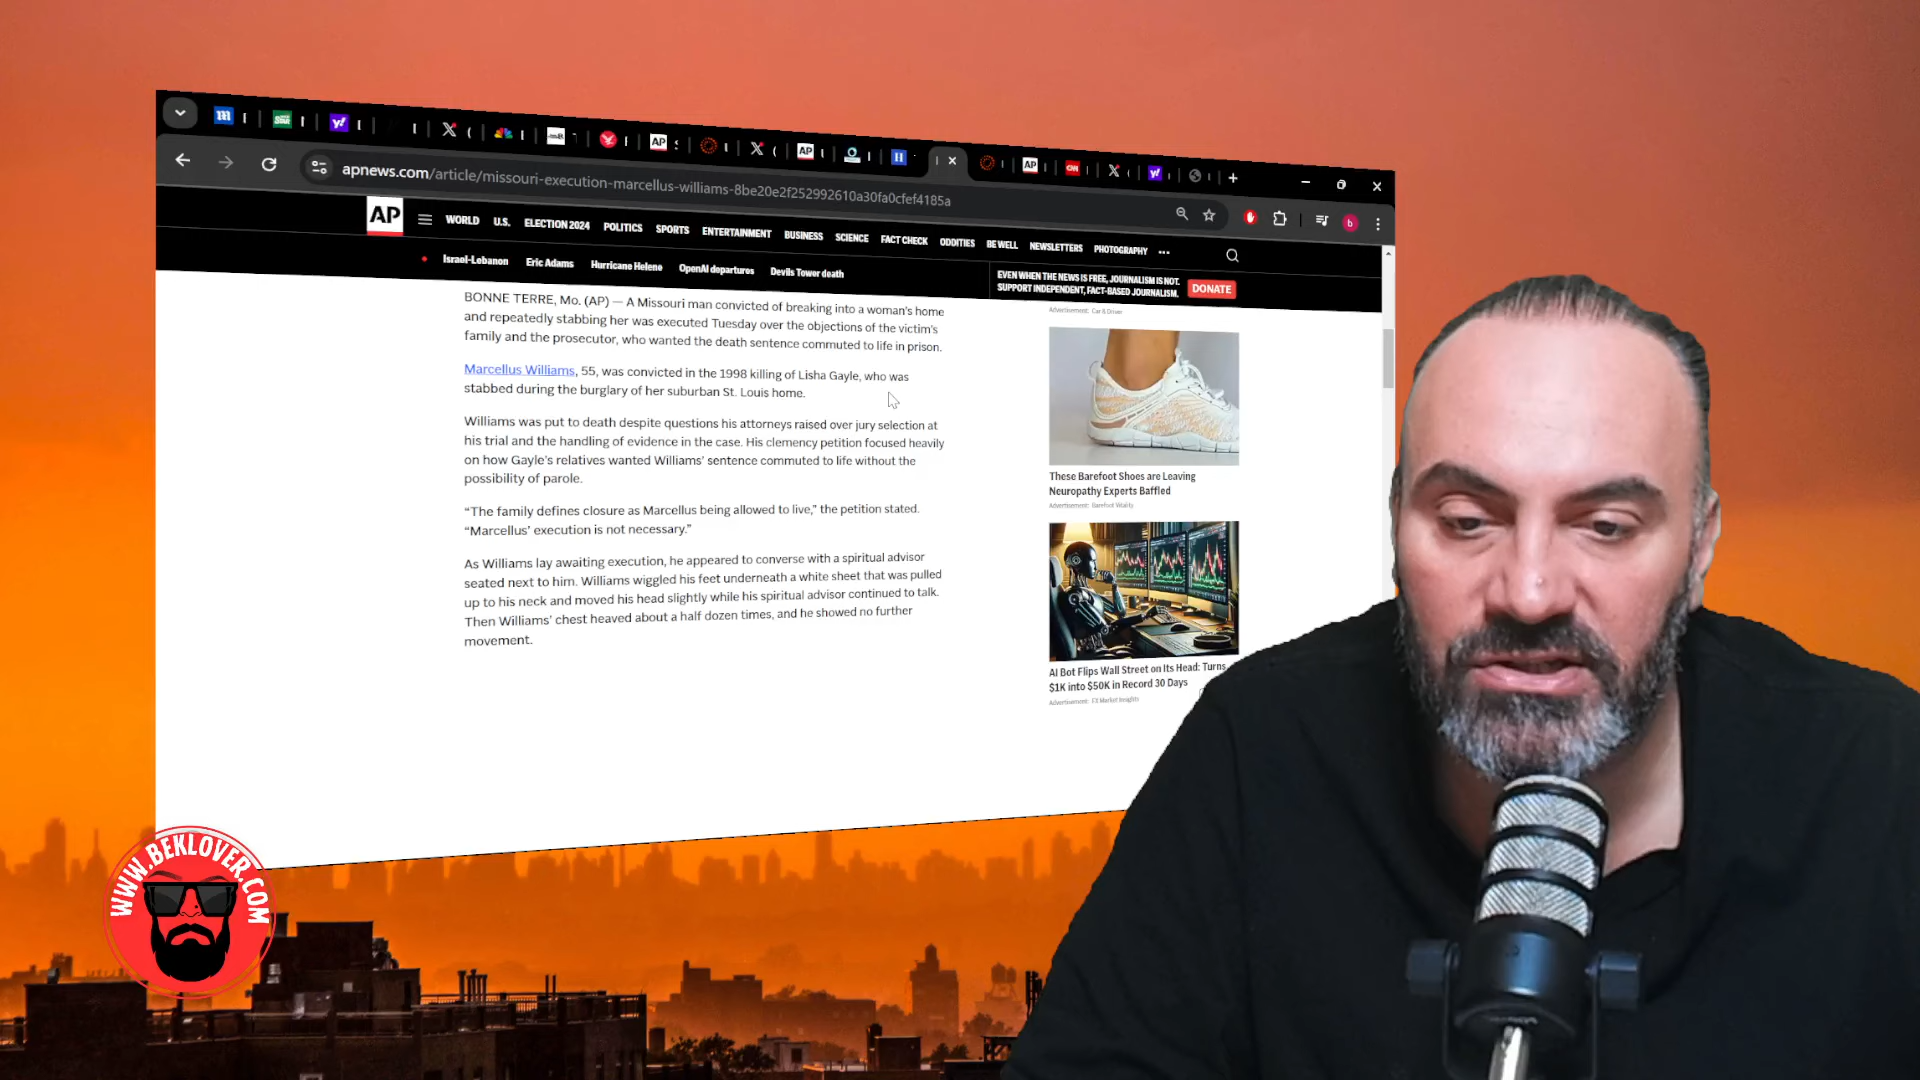 apnews.com/article/missouri-execution-marcellus-williams-8be20e2f252992610a30fa0cfef4185a
AP
WORLD U.S. ELECTION 2024 POLITICS SPORTS ENTERTAINMENT BUSINESS SCIENCE FACT CHECK ODDITIES BE WELL NEWSLETTERS PHOTOGRAPHY
Israel-Lebanon Eric Adams Hurricane Helene OpenAI departures Devils Tower death
EVEN WHEN THE NEWS IS FREE, JOURNALISM IS NOT.
SUPPORT INDEPENDENT, FACT-BASED JOURNALISM.
DONATE
BONNE TERRE, Mo. (AP) — A Missouri man convicted of breaking into a woman's home
and repeatedly stabbing her was executed Tuesday over the objections of the victim's
family and the prosecutor, who wanted the death sentence commuted to life in prison.
Marcellus Williams, 55, was convicted in the 1998 killing of Lisha Gayle, who was
stabbed during the burglary of her suburban St. Louis home.
Williams was put to death despite questions his attorneys raised over jury selection at
his trial and the handling of evidence in the case. His clemency petition focused heavily
on how Gayle's relatives wanted Williams' sentence commuted to life without the
possibility of parole.
“The family defines closure as Marcellus being allowed to live,” the petition stated.
“Marcellus' execution is not necessary.”
As Williams lay awaiting execution, he appeared to converse with a spiritual advisor
seated next to him. Williams wiggled his feet underneath a white sheet that was pulled
up to his neck and moved his head slightly while his spiritual advisor continued to talk.
Then Williams' chest heaved about a half dozen times, and he showed no further
movement.
Advertisement: Car & Driver
These Barefoot Shoes are Leaving
Neuropathy Experts Baffled
Advertisement: Barefoot Vitality
AI Bot Flips Wall Street on Its Head: Turns
$1K into $50K in Record 30 Days
Advertisement: FX Market Insights
WWW.BEKLOVER.COM